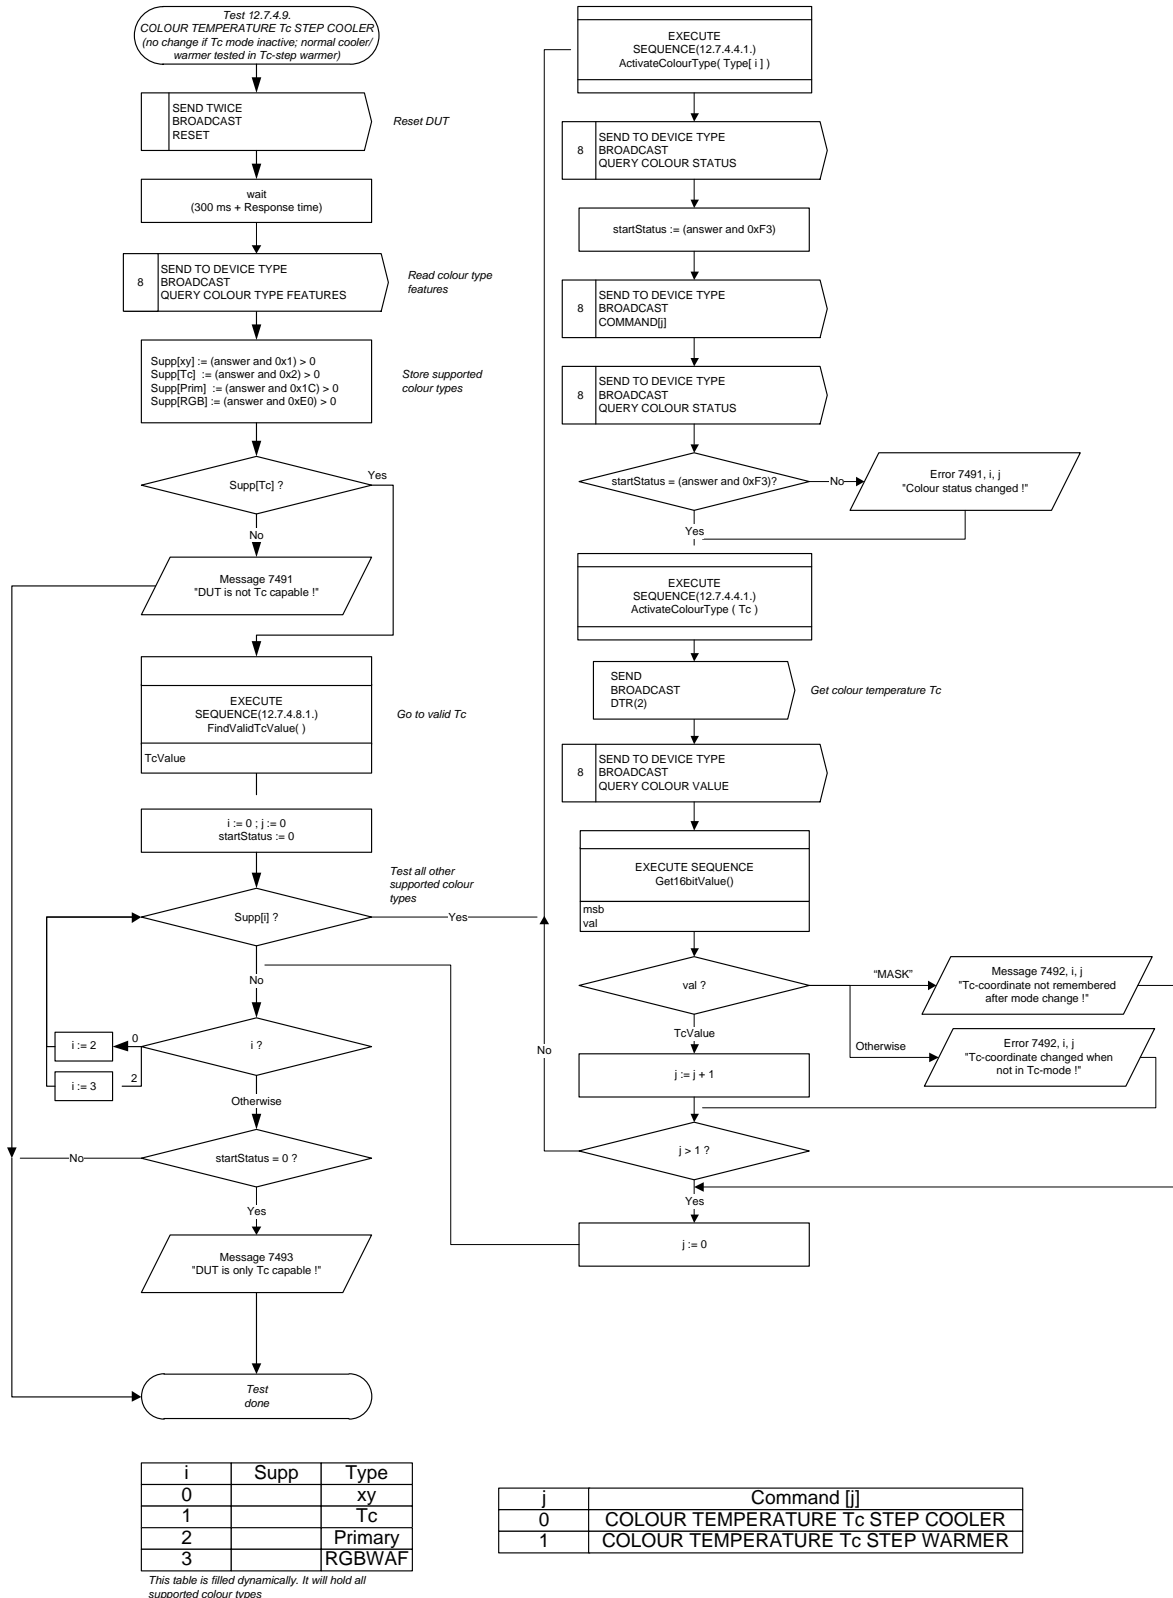 Test 12.7.4.9.
COLOUR TEMPERATURE Tc STEP COOLER
(no change if Tc mode inactive; normal cooler/
warmer tested in Tc-step warmer)
SEND TWICE
BROADCAST
RESET
Reset DUT
wait
(300 ms + Response time)
8
SEND TO DEVICE TYPE
BROADCAST
QUERY COLOUR TYPE FEATURES
Read colour type
features
Supp[xy] := (answer and 0x1) > 0
Supp[Tc] := (answer and 0x2) > 0
Supp[Prim] := (answer and 0x1C) > 0
Supp[RGB] := (answer and 0xE0) > 0
Store supported
colour types
Supp[Tc] ?
Yes
No
Message 7491
"DUT is not Tc capable !"
EXECUTE
SEQUENCE(12.7.4.8.1.)
FindValidTcValue( )
TcValue
Go to valid Tc
i := 0 ; j := 0
startStatus := 0
Test all other
supported colour
types
Supp[i] ?
Yes
No
i ?
0
i := 2
2
i := 3
Otherwise
startStatus = 0 ?
No
Yes
Message 7493
"DUT is only Tc capable !"
Test
done
EXECUTE
SEQUENCE(12.7.4.4.1.)
ActivateColourType( Type[ i ] )
8
SEND TO DEVICE TYPE
BROADCAST
QUERY COLOUR STATUS
startStatus := (answer and 0xF3)
8
SEND TO DEVICE TYPE
BROADCAST
COMMAND[j]
8
SEND TO DEVICE TYPE
BROADCAST
QUERY COLOUR STATUS
startStatus = (answer and 0xF3)?
No
Error 7491, i, j
"Colour status changed !"
Yes
EXECUTE
SEQUENCE(12.7.4.4.1.)
ActivateColourType ( Tc )
SEND
BROADCAST
DTR(2)
Get colour temperature Tc
8
SEND TO DEVICE TYPE
BROADCAST
QUERY COLOUR VALUE
EXECUTE SEQUENCE
Get16bitValue()
msb
val
val ?
“MASK”
Message 7492, i, j
"Tc-coordinate not remembered
after mode change !"
Otherwise
Error 7492, i, j
"Tc-coordinate changed when
not in Tc-mode !"
TcValue
j := j + 1
No
j > 1 ?
Yes
j := 0
i Supp Type
0 xy
1 Tc
2 Primary
3 RGBWAF
This table is filled dynamically. It will hold all
supported colour types
j Command [j]
0 COLOUR TEMPERATURE Tc STEP COOLER
1 COLOUR TEMPERATURE Tc STEP WARMER